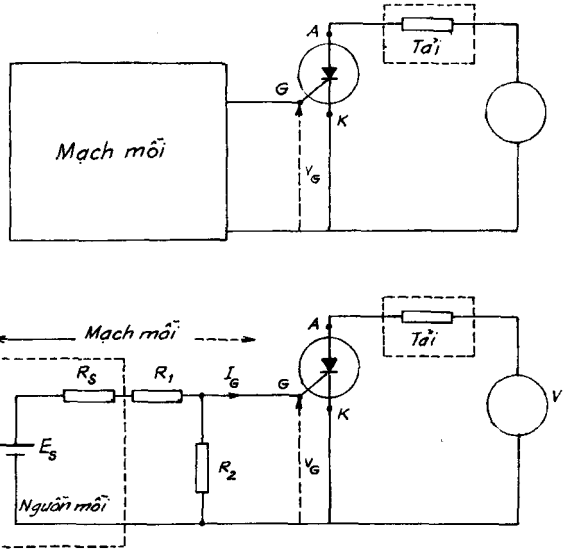 A
Tải
G
K
Mạch mồi
V_G
Mạch mồi
A
Tải
R_S
R_1
I_G
G
K
V
E_S
R_2
V_G
Nguồn mồi